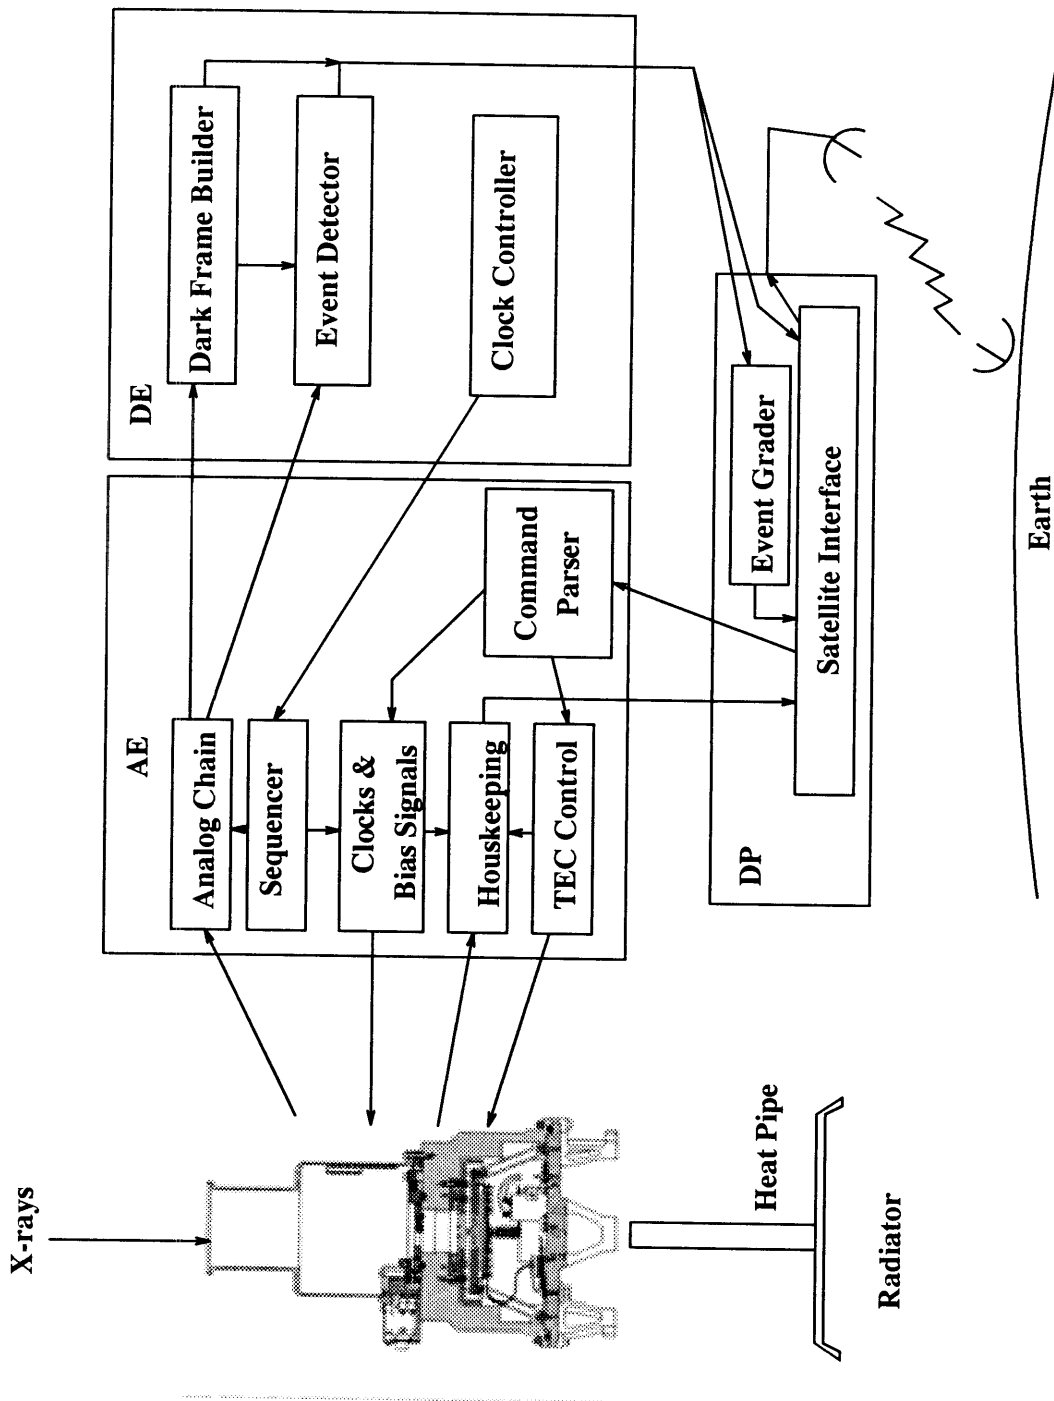 X-rays
Heat Pipe
Radiator
AE
Analog Chain
Sequencer
Clocks &
Bias Signals
Houskeeping
TEC Control
Command
Parser
DE
Dark Frame Builder
Event Detector
Clock Controller
DP
Event Grader
Satellite Interface
Earth